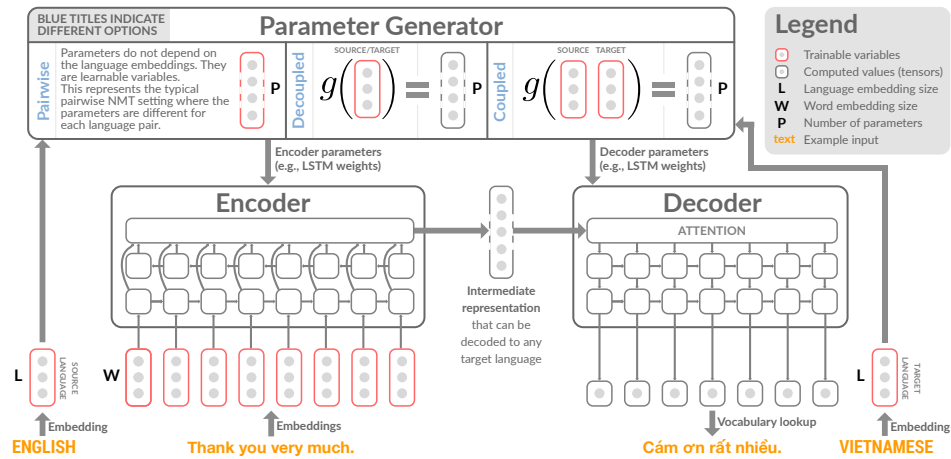 BLUE TITLES INDICATE
DIFFERENT OPTIONS
Parameter Generator
Pairwise
Parameters do not depend on
the language embeddings. They
are learnable variables.
This represents the typical
pairwise NMT setting where the
parameters are different for
each language pair.
P
Decoupled
SOURCE/TARGET
g( ) =
P
Coupled
SOURCE TARGET
g( ) =
P
Legend
Trainable variables
Computed values (tensors)
L Language embedding size
W Word embedding size
P Number of parameters
text Example input
Encoder parameters
(e.g., LSTM weights)
Decoder parameters
(e.g., LSTM weights)
Encoder
Decoder
ATTENTION
Intermediate
representation
that can be
decoded to any
target language
L
SOURCE
LANGUAGE
W
L
TARGET
LANGUAGE
Embedding
Embeddings
Vocabulary lookup
Embedding
ENGLISH
Thank you very much.
Cám ơn rất nhiều.
VIETNAMESE